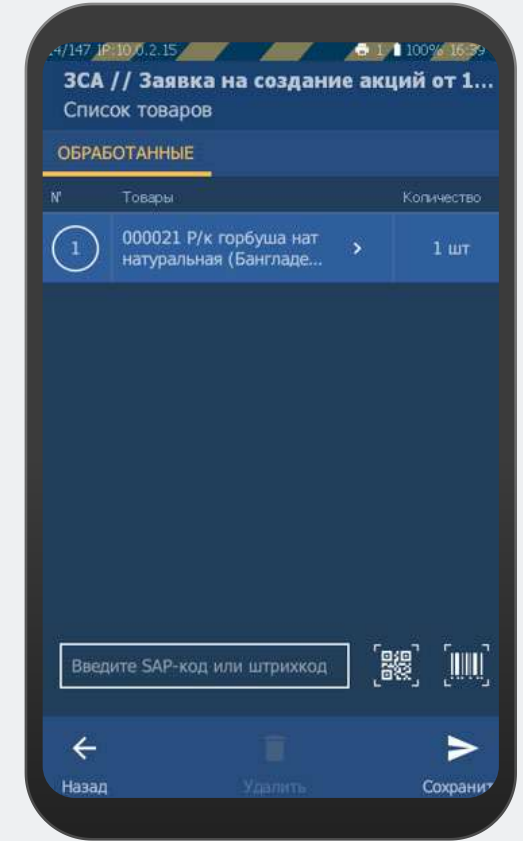 4/147 IP:10.0.2.15 1 100% 16:39
ЗСА // Заявка на создание акций от 1...
Список товаров
ОБРАБОТАННЫЕ
№ Товары Количество
1 000021 Р/к горбуша нат > 1 шт
натуральная (Бангладе...
Введите SAP-код или штрихкод
Назад Удалить Сохранит